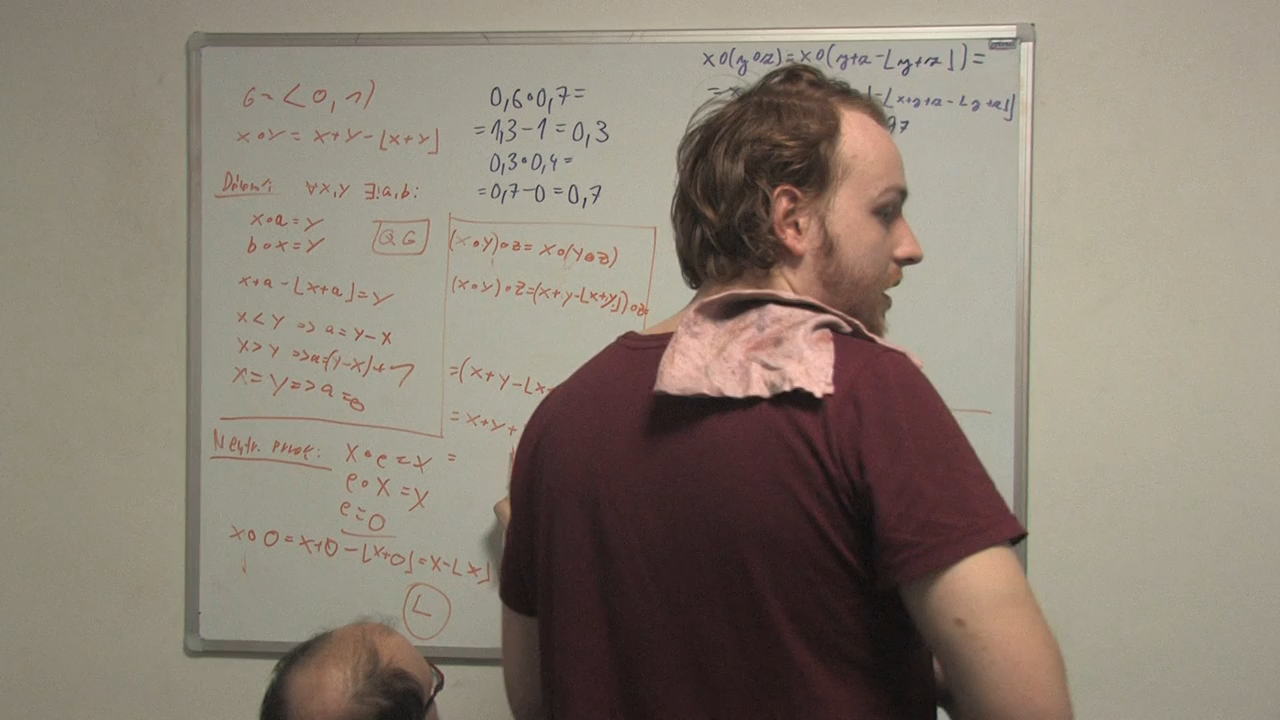 G = <0,1)
x∘y = x+y-⌊x+y⌋
∀x,y ∃!a,b:
x∘a=y
b∘x=y
QG
x+a-⌊x+a⌋=y
x<y => a=y-x
x>y => a=(y-x)+1
x=y => a=0
Neutr. prvek:
x∘e=x =
e∘x=x
e=0
x∘0=x+0-⌊x+0⌋=x-⌊x⌋
L
0,6∘0,7=
=1,3-1=0,3
0,3∘0,4=
=0,7-0=0,7
(x∘y)∘z=x∘(y∘z)
(x∘y)∘z=(x+y-⌊x+y⌋)∘z=
=(x+y-⌊x
=x+y+
x∘(y∘z)=x∘(y+z-⌊y+z⌋)=
-⌊x+y+z-⌊y+z⌋⌋